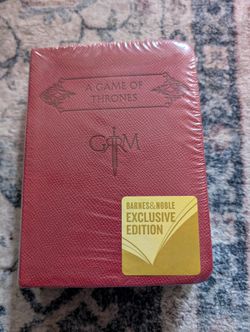 A GAME OF
THRONES
GRRM
BARNES&NOBLE
EXCLUSIVE
EDITION